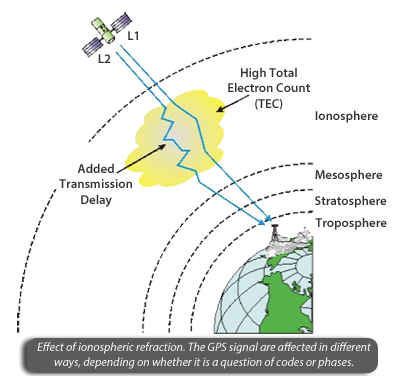 L1
L2
High Total
Electron Count
(TEC)
Ionosphere
Added
Transmission
Delay
Mesosphere
Stratosphere
Troposphere
Effect of ionospheric refraction. The GPS signal are affected in different
ways, depending on whether it is a question of codes or phases.